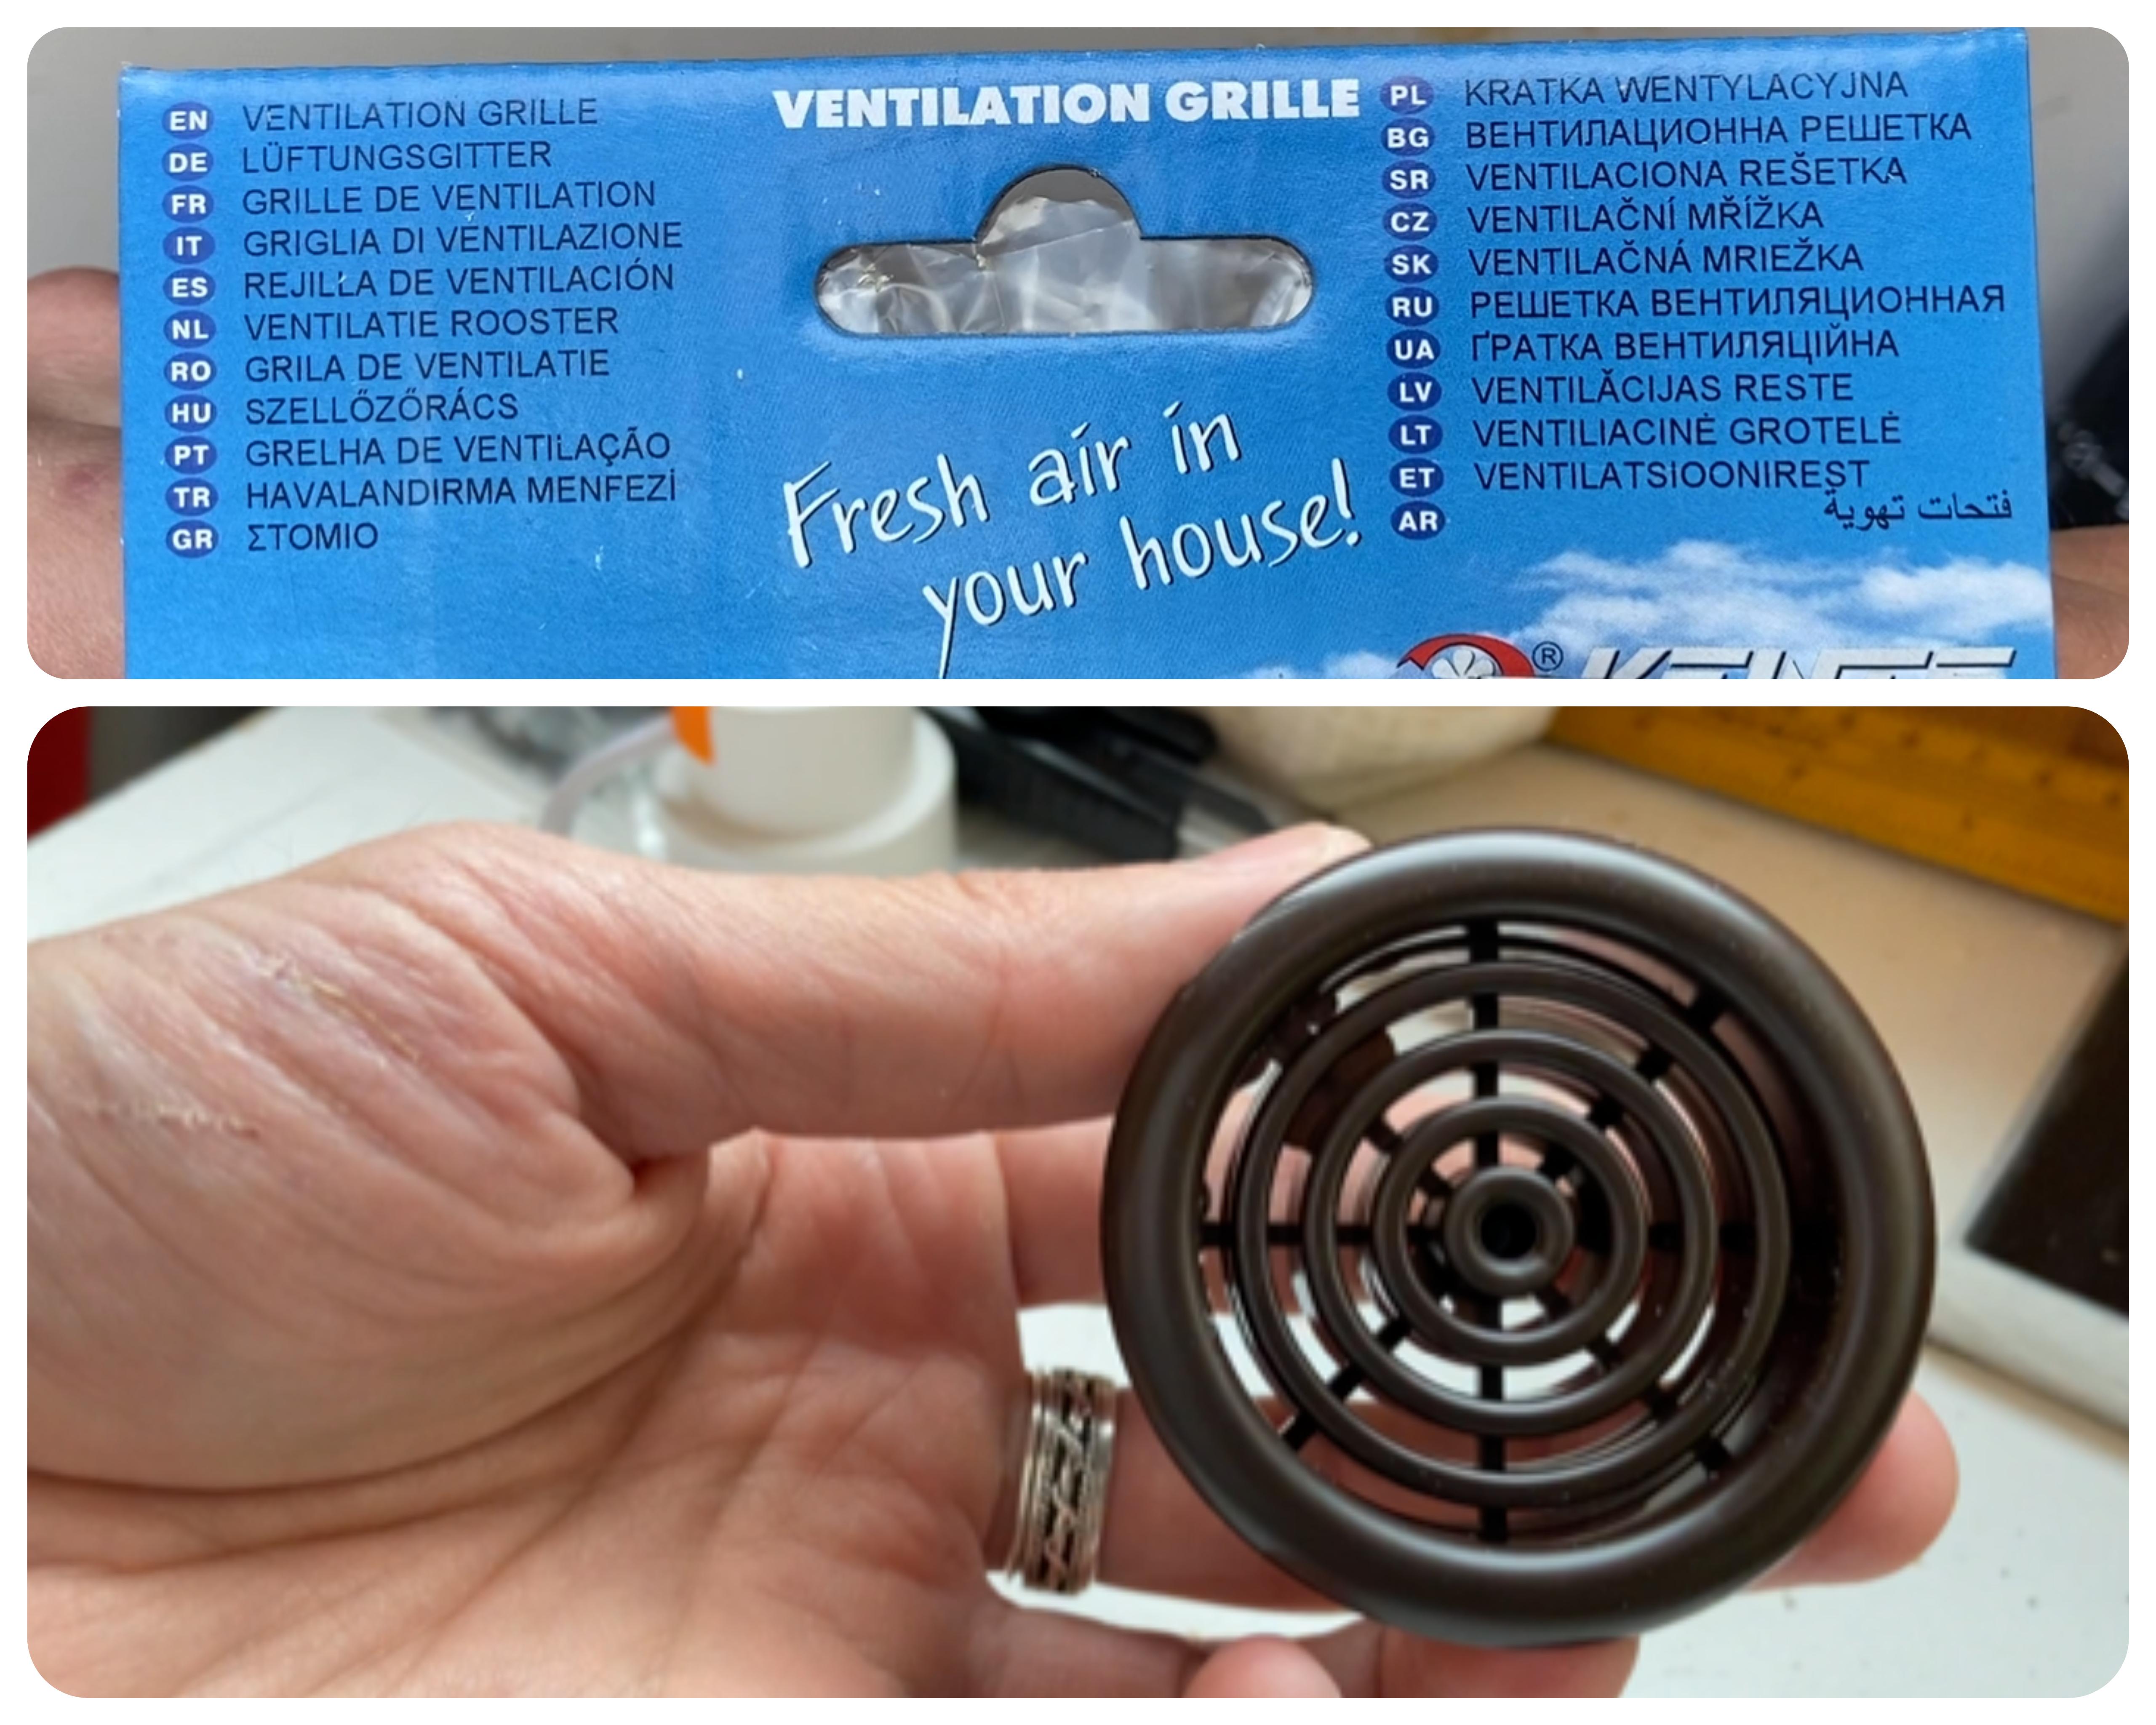 VENTILATION GRILLE
EN VENTILATION GRILLE
DE LÜFTUNGSGITTER
FR GRILLE DE VENTILATION
IT GRIGLIA DI VENTILAZIONE
ES REJILLA DE VENTILACIÓN
NL VENTILATIE ROOSTER
RO GRILA DE VENTILATIE
HU SZELLŐZŐRÁCS
PT GRELHA DE VENTILAÇÃO
TR HAVALANDIRMA MENFEZİ
GR ΣΤΟΜΙΟ
Fresh air in
your house!
PL KRATKA WENTYLACYJNA
BG ВЕНТИЛАЦИОННА РЕШЕТКА
SR VENTILACIONA REŠETKA
CZ VENTILAČNÍ MŘÍŽKA
SK VENTILAČNÁ MRIEŽKA
RU РЕШЕТКА ВЕНТИЛЯЦИОННАЯ
UA ҐРАТКА ВЕНТИЛЯЦІЙНА
LV VENTILĂCIJAS RESTE
LT VENTILIACINĖ GROTELĖ
ET VENTILATSIOONIREST
AR فتحات تهوية
®